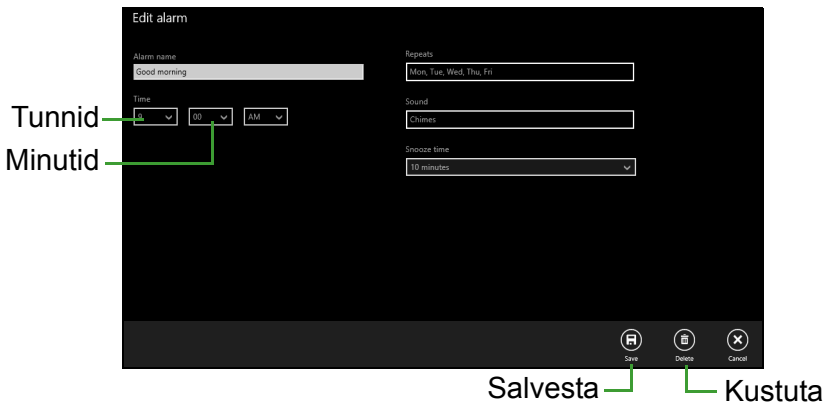 Edit alarm
Alarm name
Good morning
Time
9 00 AM
Repeats
Mon, Tue, Wed, Thu, Fri
Sound
Chimes
Snooze time
10 minutes
Tunnid
Minutid
Save Delete Cancel
Salvesta Kustuta